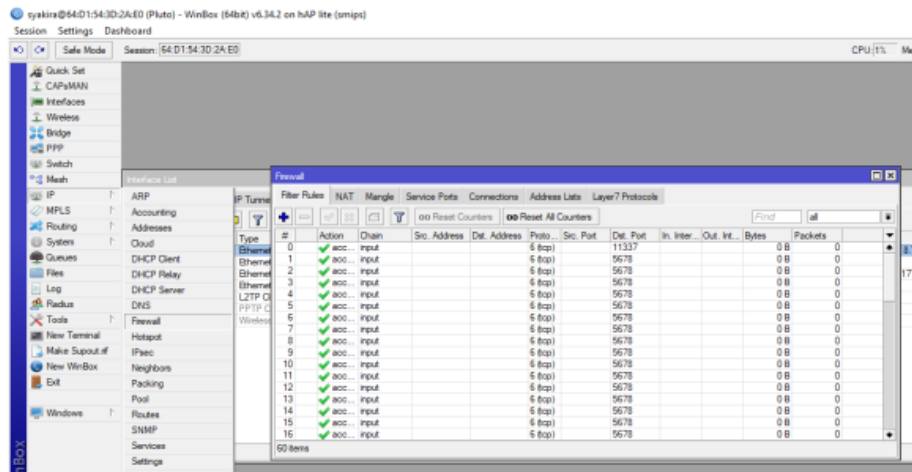 syakira@64:D1:54:3D:2A:E0 (Pluto) - WinBox (64bit) v6.34.2 on hAP lite (smips)
Session Settings Dashboard
Safe Mode Session: 64:D1:54:3D:2A:E0 CPU: 1%
Quick Set
CAPsMAN
Interfaces
Wireless
Bridge
PPP
Switch
Mesh
IP
MPLS
Routing
System
Queues
Files
Log
Radius
Tools
New Terminal
Make Supout.rif
New WinBox
Exit
Windows
ARP
Accounting
Addresses
Cloud
DHCP Client
DHCP Relay
DHCP Server
DNS
Firewall
Hotspot
IPsec
Neighbors
Packing
Pool
Routes
SNMP
Services
Settings
Interface List
IP Tunne
Type
Ethernet
Ethernet
Ethernet
Ethernet
L2TP Cl
PPTP C
Wireless
Firewall
Filter Rules NAT Mangle Service Ports Connections Address Lists Layer7 Protocols
00 Reset Counters 00 Reset All Counters Find all
# Action Chain Src. Address Dst. Address Proto... Src. Port Dst. Port In. Inter... Out. Int... Bytes Packets
0 acc... input 6 (tcp) 11337 0 B 0
1 acc... input 6 (tcp) 5678 0 B 0
2 acc... input 6 (tcp) 5678 0 B 0
3 acc... input 6 (tcp) 5678 0 B 0
4 acc... input 6 (tcp) 5678 0 B 0
5 acc... input 6 (tcp) 5678 0 B 0
6 acc... input 6 (tcp) 5678 0 B 0
7 acc... input 6 (tcp) 5678 0 B 0
8 acc... input 6 (tcp) 5678 0 B 0
9 acc... input 6 (tcp) 5678 0 B 0
10 acc... input 6 (tcp) 5678 0 B 0
11 acc... input 6 (tcp) 5678 0 B 0
12 acc... input 6 (tcp) 5678 0 B 0
13 acc... input 6 (tcp) 5678 0 B 0
14 acc... input 6 (tcp) 5678 0 B 0
15 acc... input 6 (tcp) 5678 0 B 0
16 acc... input 6 (tcp) 5678 0 B 0
60 items